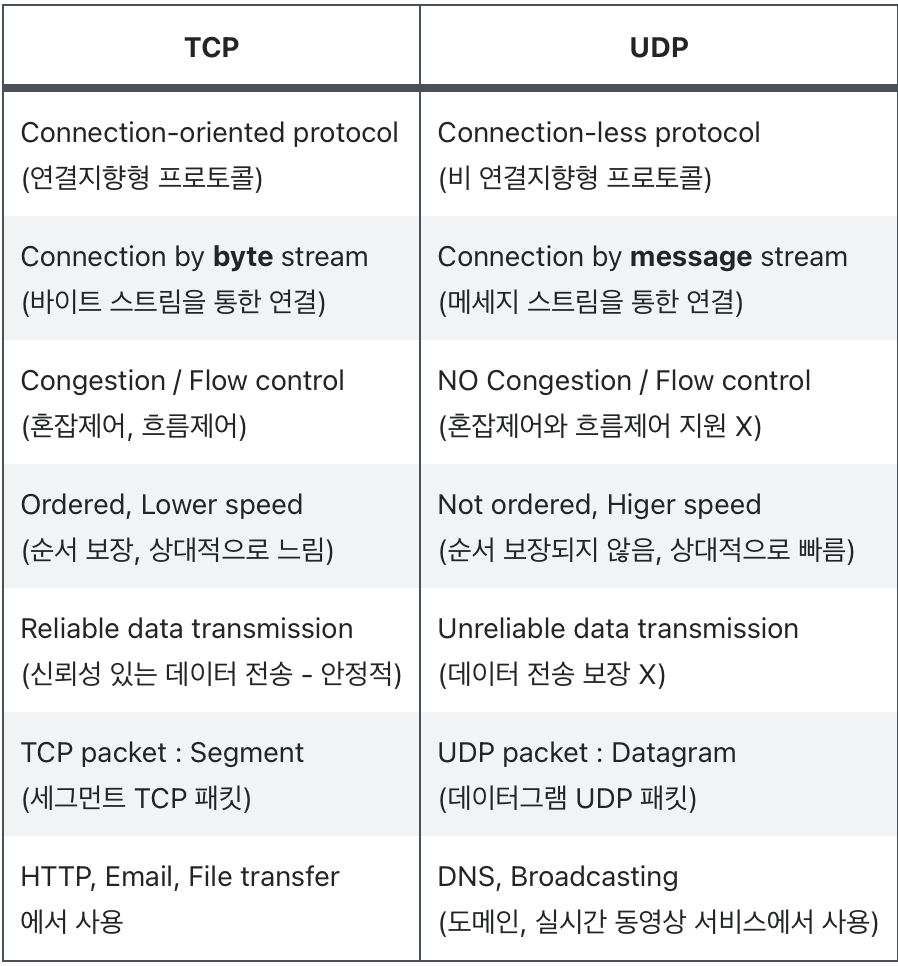 TCP
UDP
Connection-oriented protocol
(연결지향형 프로토콜)
Connection-less protocol
(비 연결지향형 프로토콜)
Connection by byte stream
(바이트 스트림을 통한 연결)
Connection by message stream
(메세지 스트림을 통한 연결)
Congestion / Flow control
(혼잡제어, 흐름제어)
NO Congestion / Flow control
(혼잡제어와 흐름제어 지원 X)
Ordered, Lower speed
(순서 보장, 상대적으로 느림)
Not ordered, Higer speed
(순서 보장되지 않음, 상대적으로 빠름)
Reliable data transmission
(신뢰성 있는 데이터 전송 - 안정적)
Unreliable data transmission
(데이터 전송 보장 X)
TCP packet : Segment
(세그먼트 TCP 패킷)
UDP packet : Datagram
(데이터그램 UDP 패킷)
HTTP, Email, File transfer
에서 사용
DNS, Broadcasting
(도메인, 실시간 동영상 서비스에서 사용)